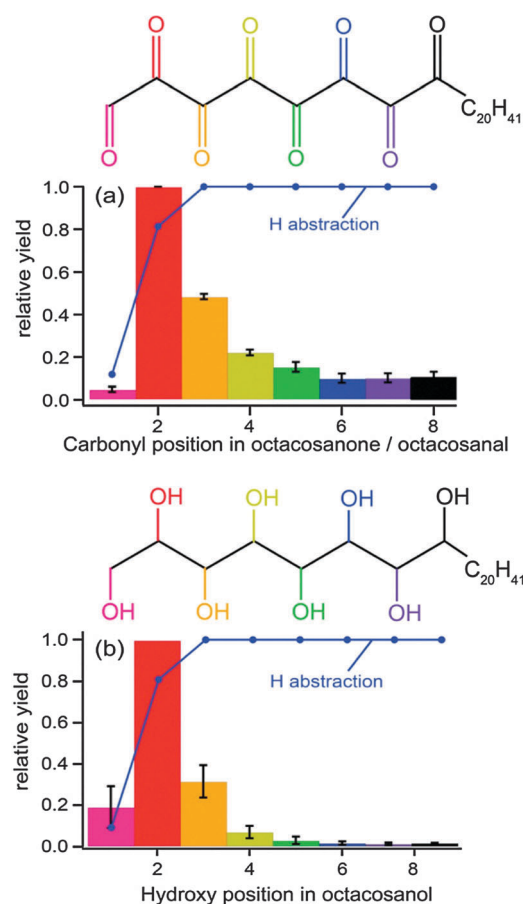 O O O O
C₂₀H₄₁
O O O O
(a)
1.0
0.8
0.6
0.4
0.2
0.0
relative yield
H abstraction
2 4 6 8
Carbonyl position in octacosanone / octacosanal
OH OH OH OH
C₂₀H₄₁
OH OH OH OH
(b)
1.0
0.8
0.6
0.4
0.2
0.0
relative yield
H abstraction
2 4 6 8
Hydroxy position in octacosanol